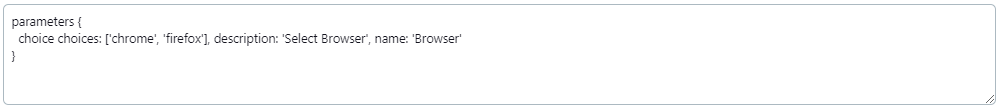 parameters {
  choice choices: ['chrome', 'firefox'], description: 'Select Browser', name: 'Browser'
}